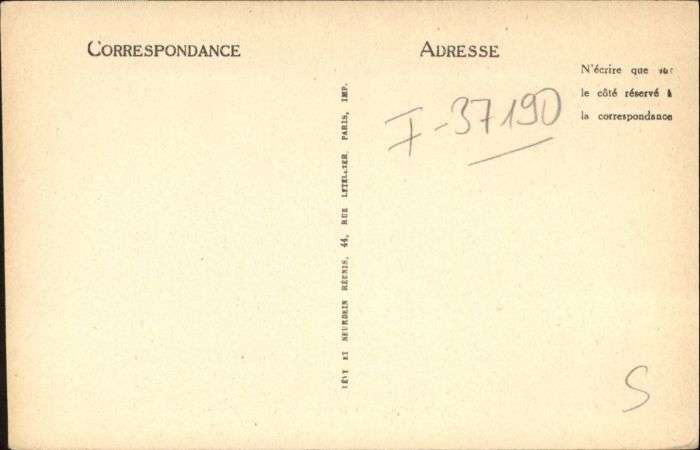 CORRESPONDANCE
ADRESSE
N'écrire que sur
le côté réservé à
la correspondance
F-37190
LÉVY ET NEURDEIN RÉUNIS, 44, RUE LETELLIER, PARIS, IMP.
S